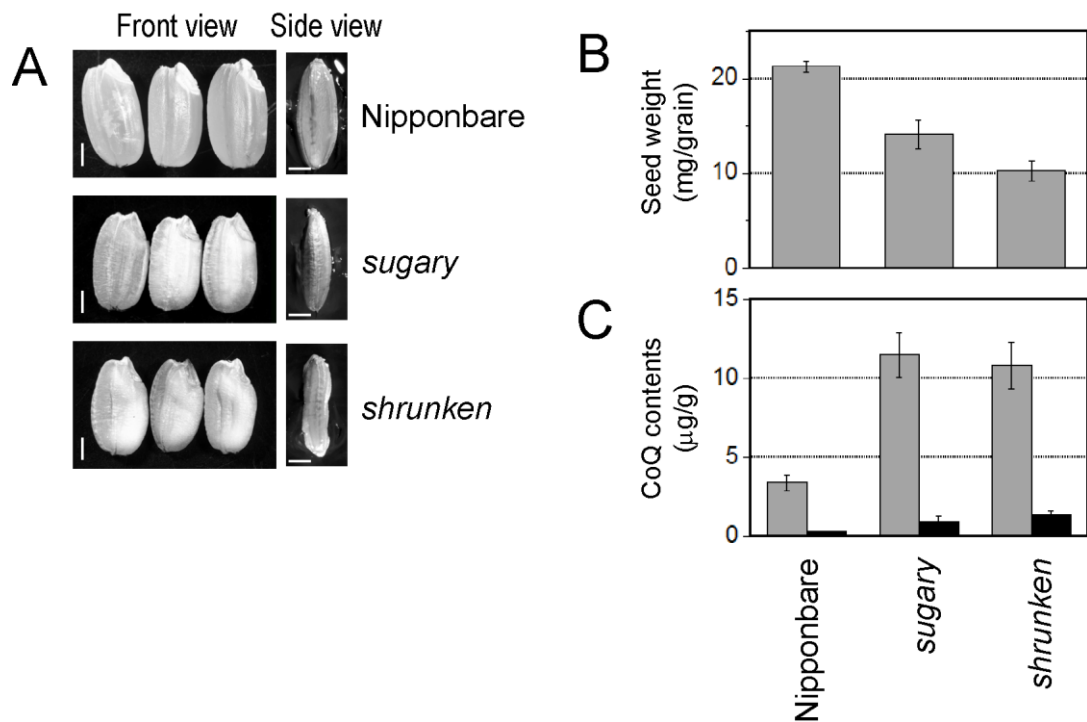 Front view
Side view
A
Nipponbare
sugary
shrunken
B
Seed weight
(mg/grain)
20
10
0
C
CoQ contents
(μg/g)
15
10
5
0
Nipponbare
sugary
shrunken